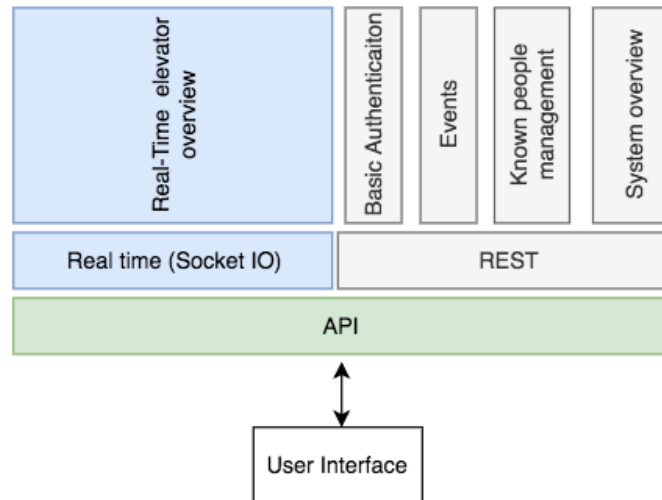 Real-Time elevator
overview
Basic Authenticaiton
Events
Known people
management
System overview
Real time (Socket IO)
REST
API
User Interface